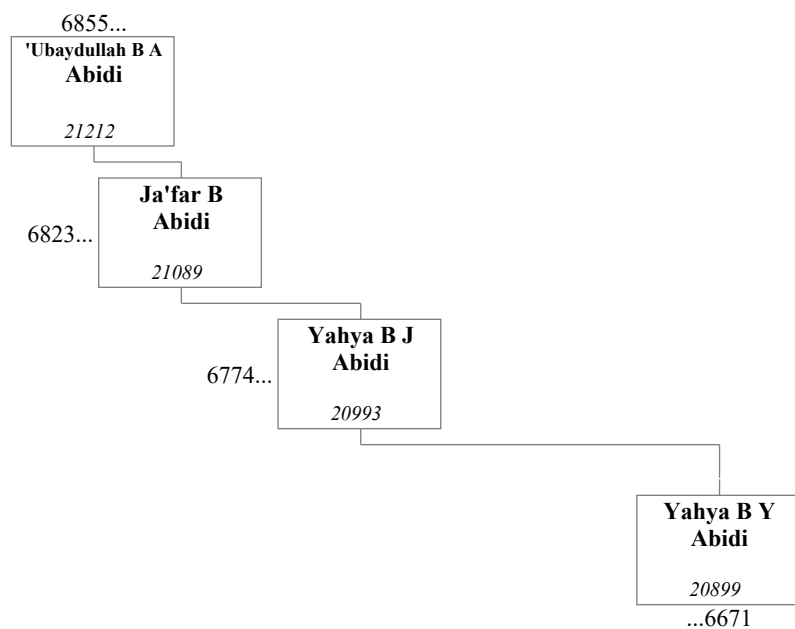 6855...
'Ubaydullah B A
Abidi
21212
Ja'far B
Abidi
6823...
21089
Yahya B J
Abidi
6774...
20993
Yahya B Y
Abidi
20899
...6671